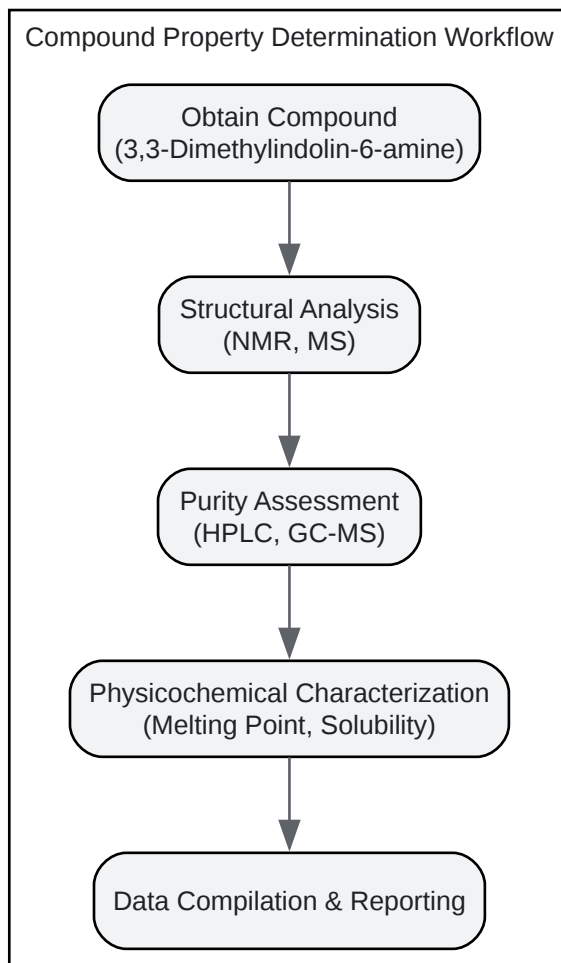 Compound Property Determination Workflow
Obtain Compound
(3,3-Dimethylindolin-6-amine)
Structural Analysis
(NMR, MS)
Purity Assessment
(HPLC, GC-MS)
Physicochemical Characterization
(Melting Point, Solubility)
Data Compilation & Reporting